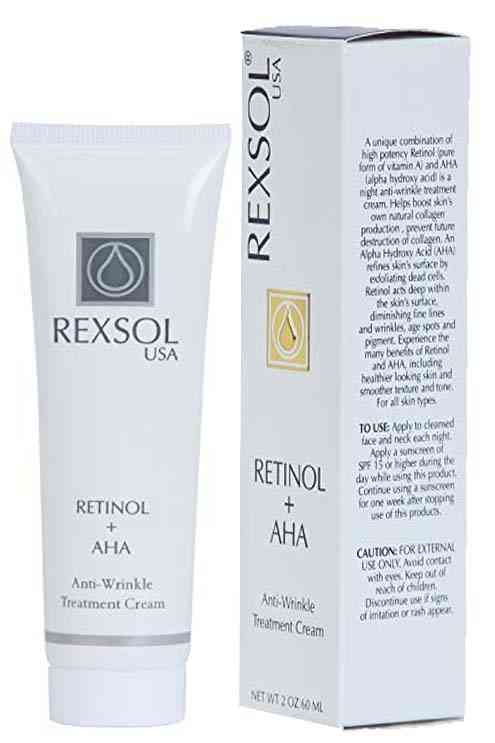 REXSOL
USA
RETINOL
+
AHA
Anti-Wrinkle
Treatment Cream
REXSOL®
USA
RETINOL
+
AHA
Anti-Wrinkle
Treatment Cream
NET WT 2 OZ 60 ML
A unique combination of
high potency Retinol (pure
form of vitamin A) and AHA
(alpha hydroxy acid) is a
night anti-wrinkle treatment
cream. Helps boost skin's
own natural collagen
production , prevent future
destruction of collagen. An
Alpha Hydroxy Acid (AHA)
refines skin's surface by
exfoliating dead cells.
Retinol acts deep within
the skin's surface,
diminishing fine lines
and wrinkles, age spots and
pigment. Experience the
many benefits of Retinol
and AHA, including
healthier looking skin and
smoother texture and tone.
For all skin types.
TO USE: Apply to cleansed
face and neck each night.
Apply a sunscreen of
SPF 15 or higher during the
day while using this product.
Continue using a sunscreen
for one week after stopping
use of this products.
CAUTION: FOR EXTERNAL
USE ONLY. Avoid contact
with eyes. Keep out of
reach of children.
Discontinue use if signs
of irritation or rash appear.